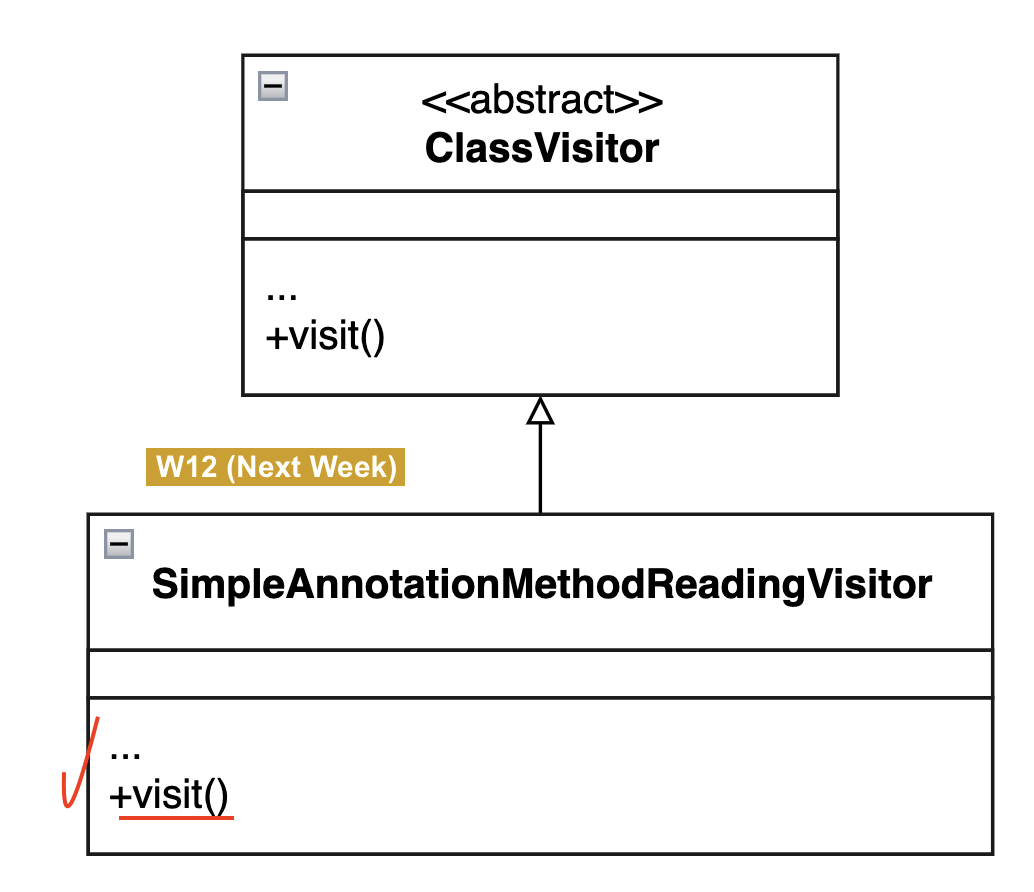 <<abstract>>
ClassVisitor
...
+visit()
W12 (Next Week)
SimpleAnnotationMethodReadingVisitor
...
+visit()